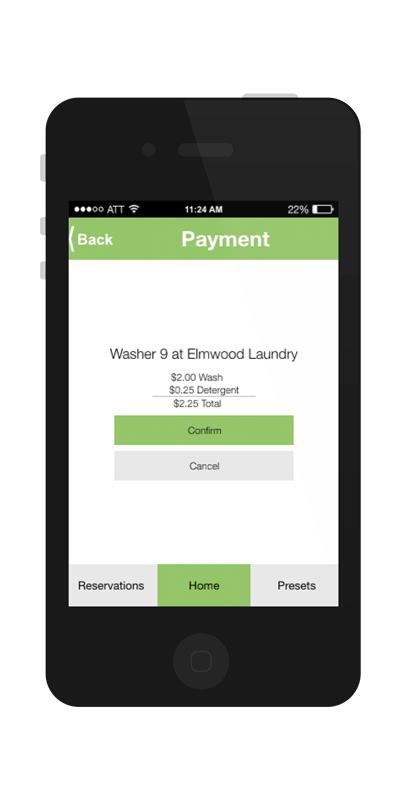 ATT 11:24 AM 22%
Back Payment
Washer 9 at Elmwood Laundry
$2.00 Wash
$0.25 Detergent
$2.25 Total
Confirm
Cancel
Reservations Home Presets